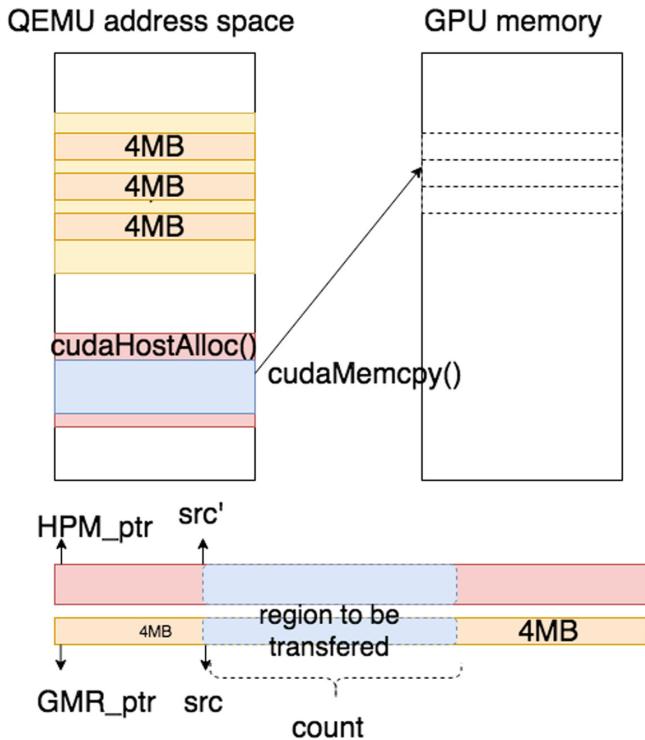 QEMU address space
GPU memory
4MB
4MB
4MB
cudaHostAlloc()
cudaMemcpy()
HPM_ptr
src'
region to be
transfered
4MB
4MB
GMR_ptr
src
count